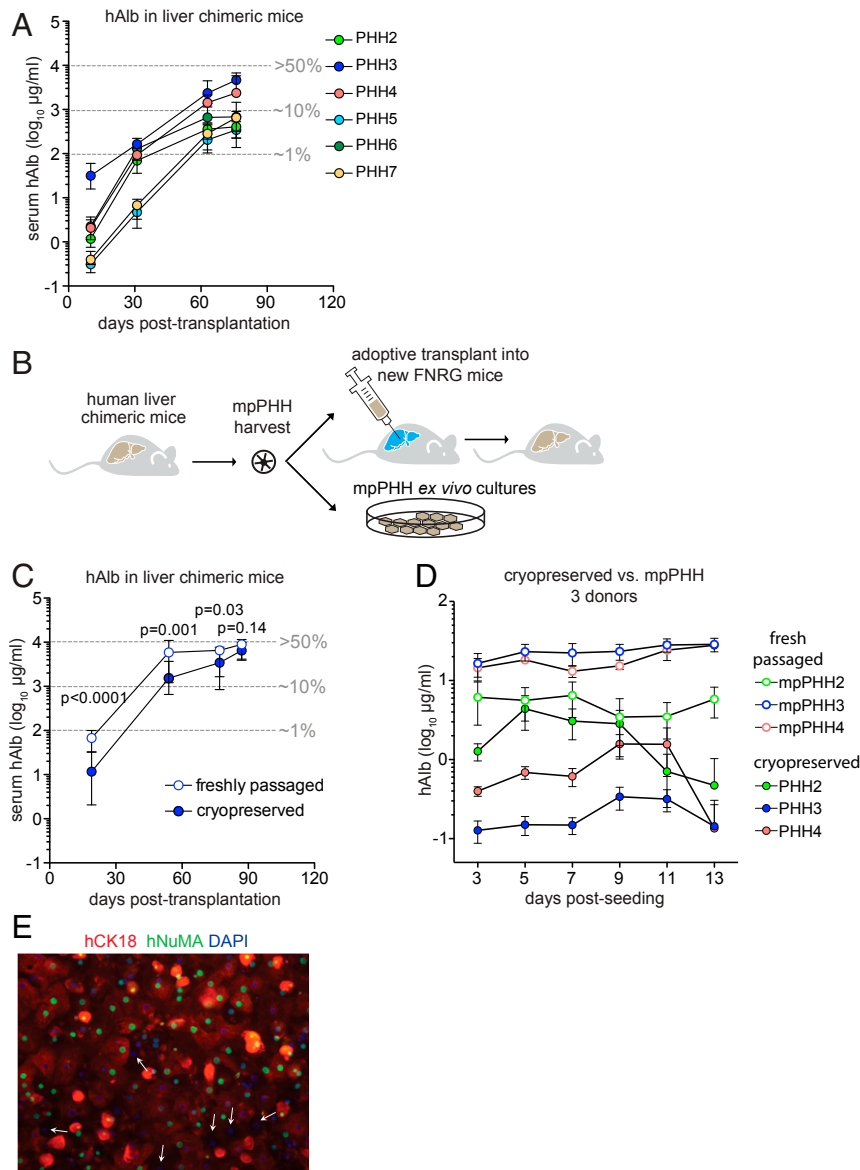 A
hAlb in liver chimeric mice
serum hAlb (log10 µg/ml)
5
4
3
2
1
0
-1
>50%
~10%
~1%
0
30
60
90
120
days post-transplantation
PHH2
PHH3
PHH4
PHH5
PHH6
PHH7
B
human liver
chimeric mice
mpPHH
harvest
adoptive transplant into
new FNRG mice
mpPHH ex vivo cultures
C
hAlb in liver chimeric mice
serum hAlb (log10 µg/ml)
5
4
3
2
1
0
-1
p<0.0001
p=0.001
p=0.03
p=0.14
>50%
~10%
~1%
freshly passaged
cryopreserved
0
30
60
90
120
days post-transplantation
D
cryopreserved vs. mpPHH
3 donors
hAlb (log10 µg/ml)
2
1
0
-1
3
5
7
9
11
13
days post-seeding
fresh
passaged
mpPHH2
mpPHH3
mpPHH4
cryopreserved
PHH2
PHH3
PHH4
E
hCK18 hNuMA DAPI